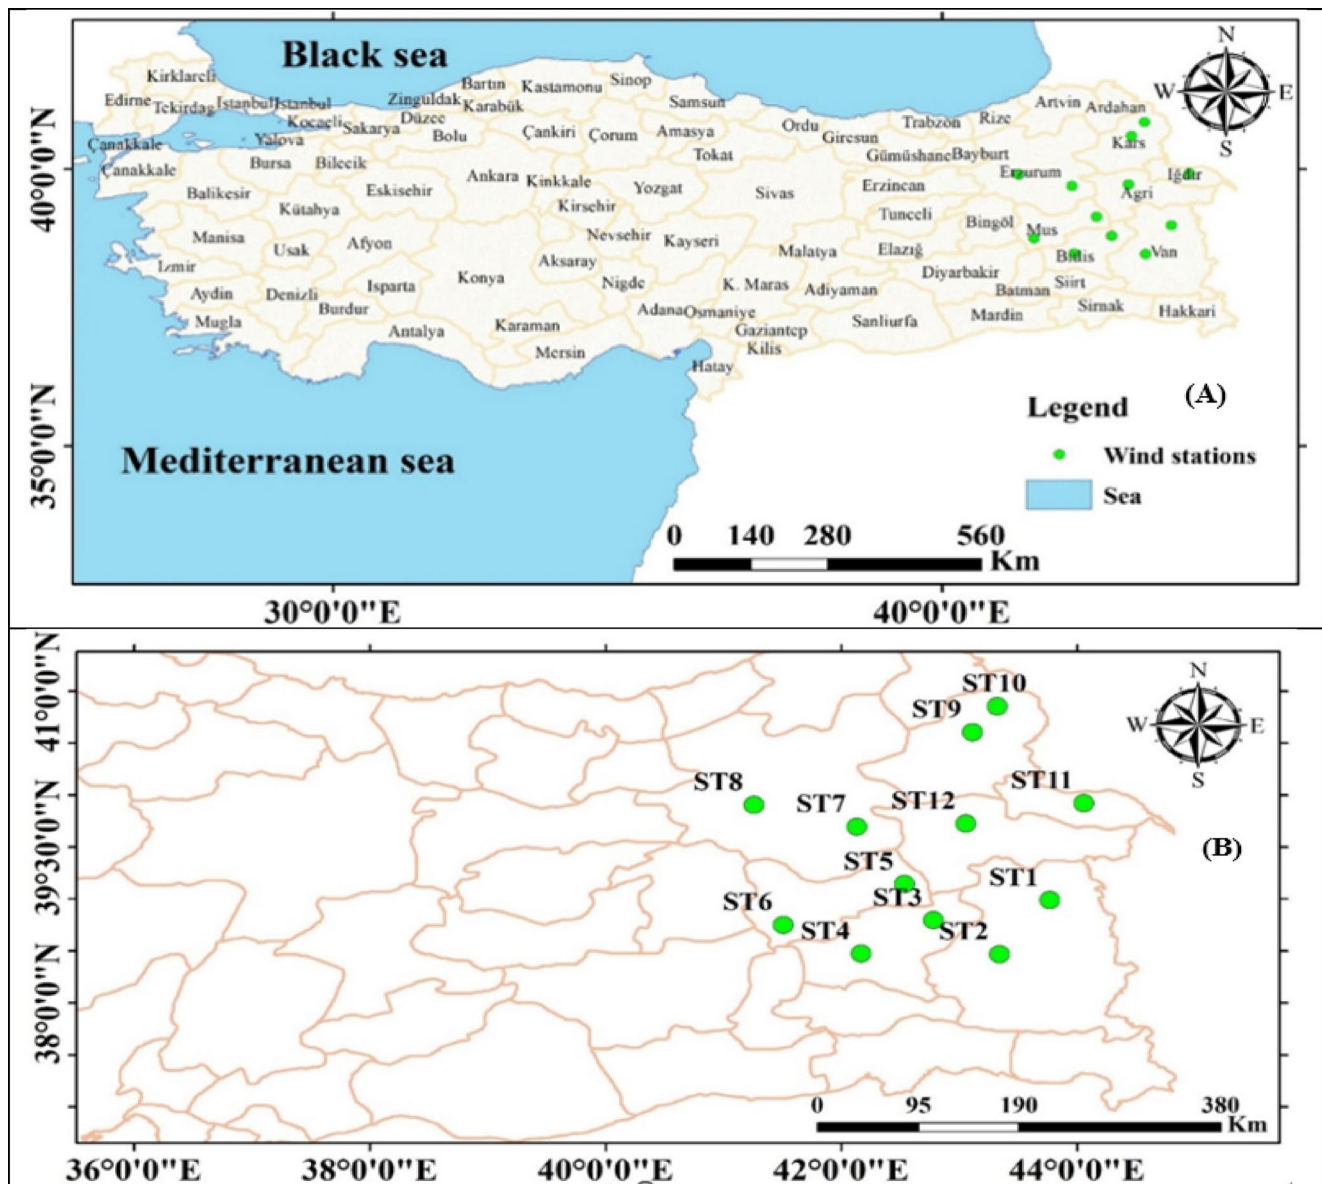 Black sea
N
W E
S
Kirklareli
Edirne
Tekirdag
Istanbul
Istanbul
Kocaeli
Yalova
Sakarya
Zinguldak
Düzce
Bartın
Karabük
Bolu
Kastamonu
Sinop
Samsun
Çankiri
Çorum
Amasya
Tokat
Ordu
Giresun
Trabzon
Rize
Artvin
Ardahan
Kars
Gümüshane
Bayburt
Erzurum
Iğdır
Agri
Çanakkale
Çanakkale
Bursa
Bilecik
Balikesir
Eskisehir
Kütahya
Ankara
Kinkkale
Kirsehir
Yozgat
Sivas
Erzincan
Tunceli
Bingöl
Mus
Bitlis
Van
Manisa
Usak
Afyon
Nevsehir
Kayseri
Malatya
Elazığ
Izmir
Aydin
Denizli
Isparta
Konya
Aksaray
Nigde
K. Maras
Adiyaman
Diyarbakir
Batman
Siirt
Sirnak
Hakkari
Mugla
Burdur
Antalya
Karaman
Mersin
Adana
Osmaniye
Gaziantep
Kilis
Hatay
Sanliurfa
Mardin
Mediterranean sea
(A)
Legend
Wind stations
Sea
0 140 280 560
Km
40°0'0"N
35°0'0"N
30°0'0"E
40°0'0"E
N
W E
S
ST10
ST9
ST8
ST7
ST12
ST11
ST5
ST3
ST1
ST6
ST4
ST2
(B)
0 95 190 380
Km
41°0'0"N
39°30'0"N
38°0'0"N
36°0'0"E
38°0'0"E
40°0'0"E
42°0'0"E
44°0'0"E